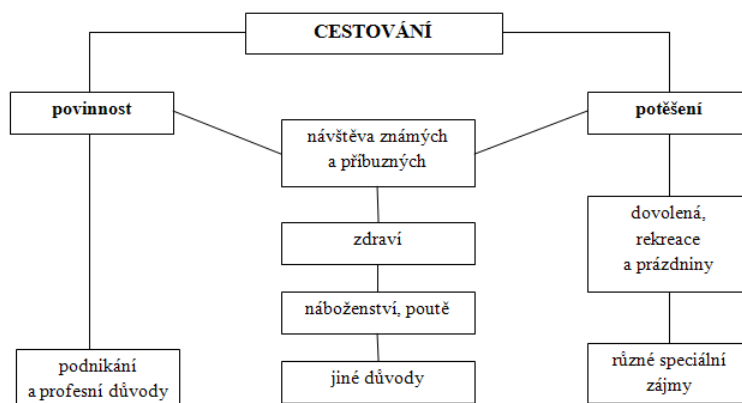 CESTOVÁNÍ
povinnost
potěšení
návštěva známých
a příbuzných
zdraví
náboženství, poutě
jiné důvody
dovolená,
rekreace
a prázdniny
podnikání
a profesní důvody
různé speciální
zájmy